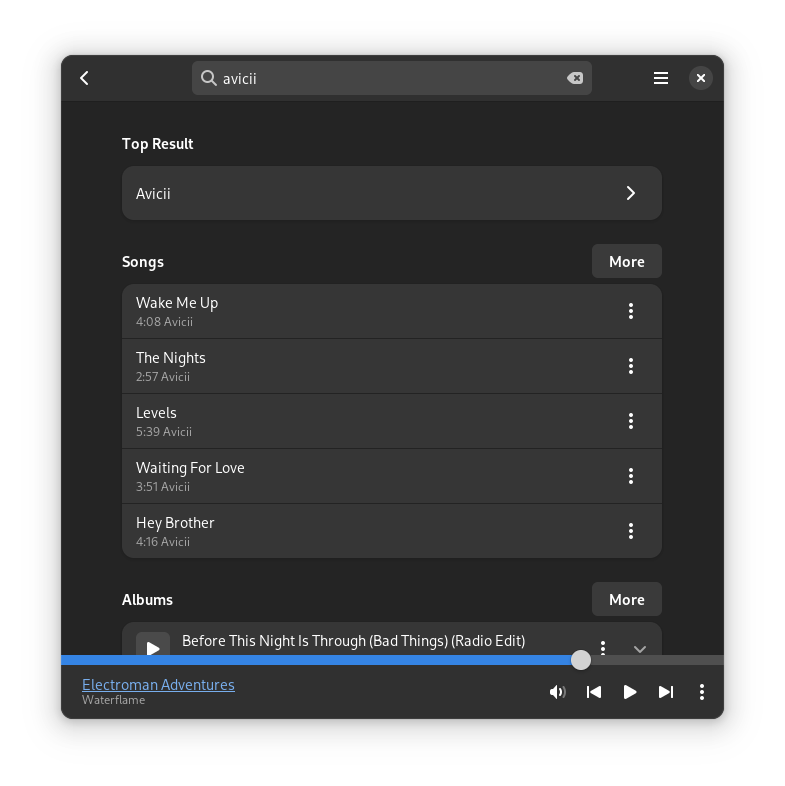 avicii
Top Result
Avicii
Songs
More
Wake Me Up
4:08 Avicii
The Nights
2:57 Avicii
Levels
5:39 Avicii
Waiting For Love
3:51 Avicii
Hey Brother
4:16 Avicii
Albums
More
Before This Night Is Through (Bad Things) (Radio Edit)
Electroman Adventures
Waterflame